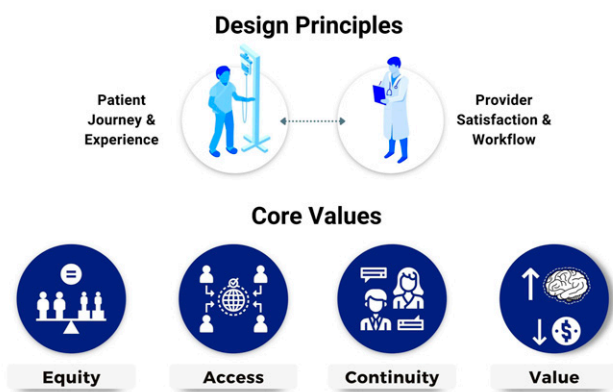 Design Principles
Patient
Journey &
Experience
Provider
Satisfaction &
Workflow
Core Values
=
$
Equity
Access
Continuity
Value